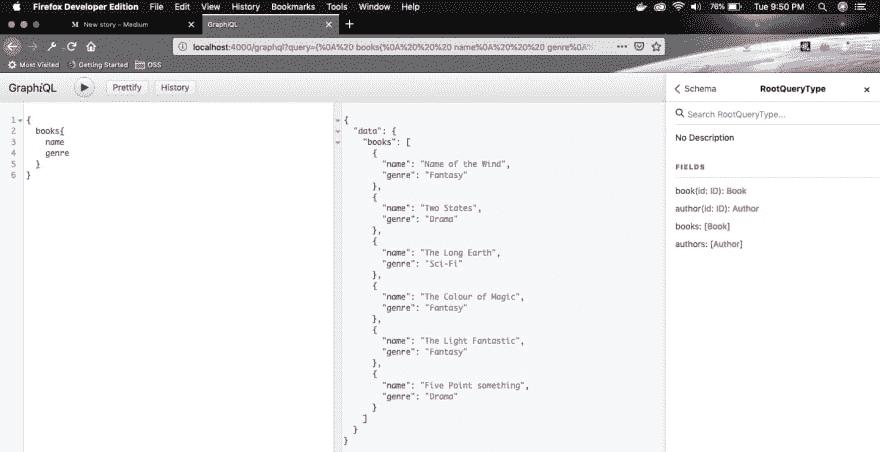 Firefox Developer Edition File Edit View History Bookmarks Tools Window Help 76% Tue 9:50 PM
New story – Medium × GraphiQL × +
localhost:4000/graphql?query={%0A%20 books{%0A%20%20%20 name%0A%20%20%20 genre%0A%
Most Visited Getting Started OSS
GraphiQL Prettify History
1 {
2 books{
3 name
4 genre
5 }
6 }
{
"data": {
"books": [
{
"name": "Name of the Wind",
"genre": "Fantasy"
},
{
"name": "Two States",
"genre": "Drama"
},
{
"name": "The Long Earth",
"genre": "Sci-Fi"
},
{
"name": "The Colour of Magic",
"genre": "Fantasy"
},
{
"name": "The Light Fantastic",
"genre": "Fantasy"
},
{
"name": "Five Point something",
"genre": "Drama"
}
]
}
}
Schema RootQueryType ×
Search RootQueryType...
No Description
FIELDS
book(id: ID): Book
author(id: ID): Author
books: [Book]
authors: [Author]